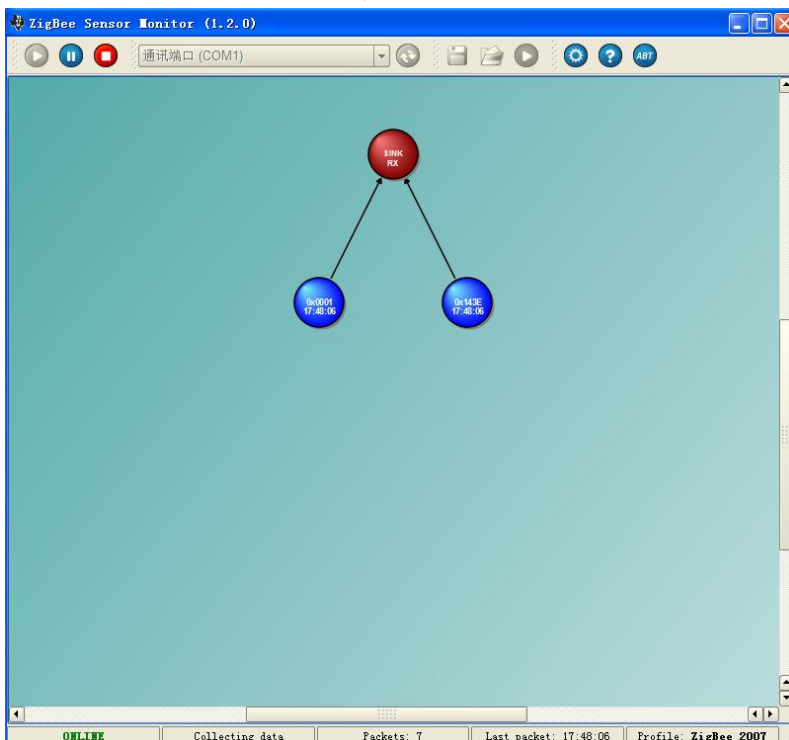 ZigBee Sensor Monitor (1.2.0)
通讯端口 (COM1)
ABT
SINK
RX
0x0001
17:48:06
0x143E
17:48:06
ONLINE
Collecting data
Packets: 7
Last packet: 17:48:06
Profile: ZigBee 2007